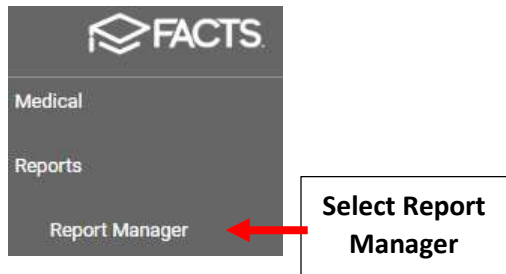 FACTS
Medical
Reports
Report Manager
Select Report
Manager